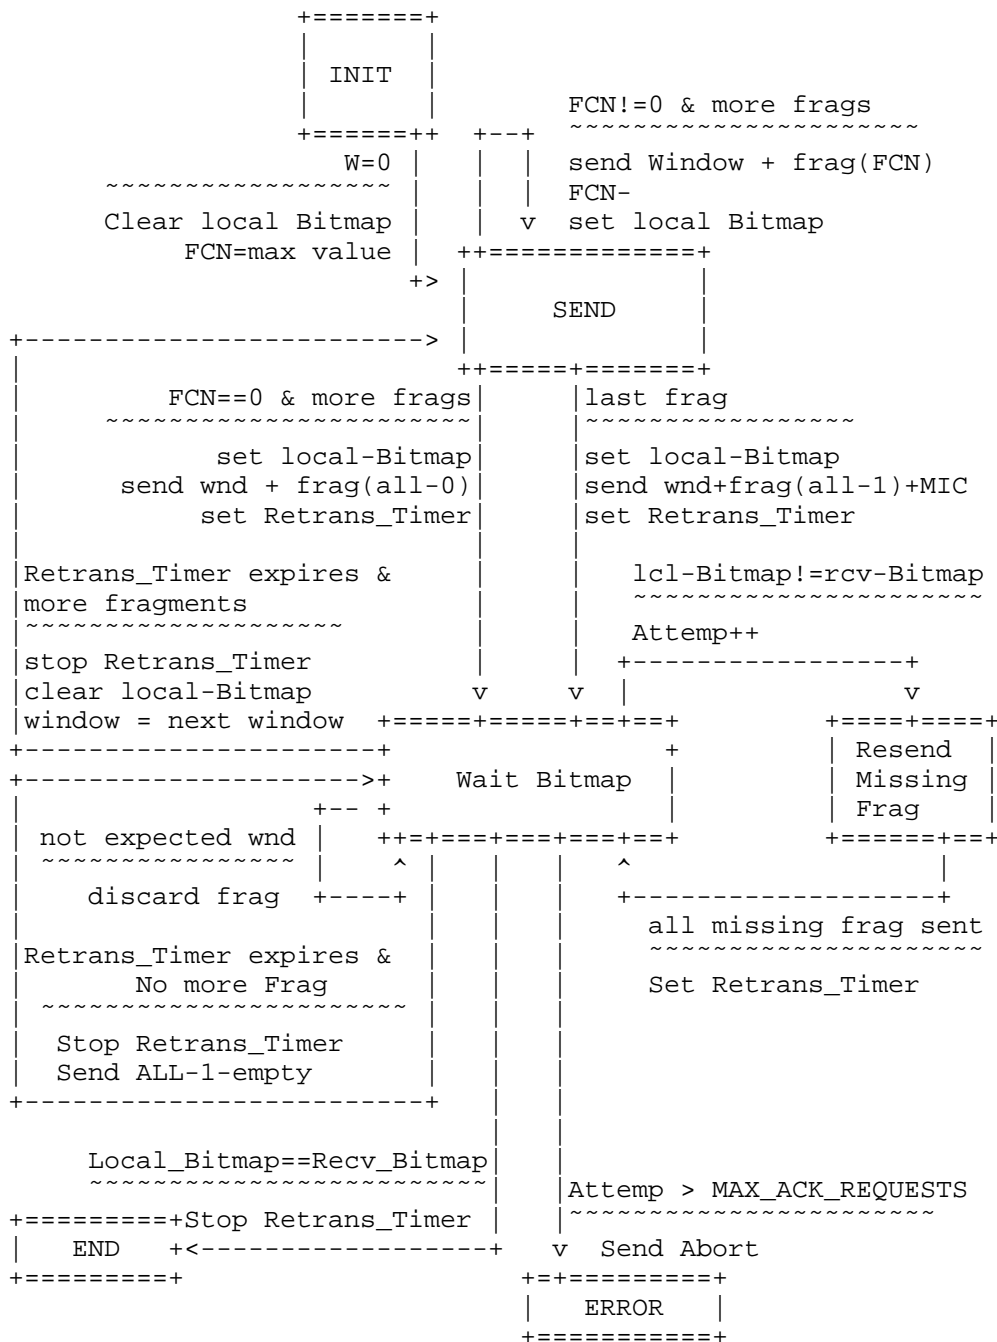 +=======+
                  |       |
                  | INIT  |
                  |       |        FCN!=0 & more frags
                  +======++  +--+  ~~~~~~~~~~~~~~~~~~~~~~
                     W=0 |   |  |  send Window + frag(FCN)
      ~~~~~~~~~~~~~~~~~~ |   |  |  FCN-
      Clear local Bitmap |   |  v  set local Bitmap
           FCN=max value |  ++=============+
                         +> |              |
                            |     SEND     |
+-------------------------> |              |
|                           ++=====+=======+
|         FCN==0 & more frags|     |last frag
|     ~~~~~~~~~~~~~~~~~~~~~~~|     |~~~~~~~~~~~~~~~~~
|            set local-Bitmap|     |set local-Bitmap
|      send wnd + frag(all-0)|     |send wnd+frag(all-1)+MIC
|           set Retrans_Timer|     |set Retrans_Timer
|                            |     |
|Retrans_Timer expires &     |     |   lcl-Bitmap!=rcv-Bitmap
|more fragments              |     |   ~~~~~~~~~~~~~~~~~~~~~~
|~~~~~~~~~~~~~~~~~~~~        |     |   Attemp++
|stop Retrans_Timer          |     |  +-----------------+
|clear local-Bitmap          v     v  |                 v
|window = next window  +=====+=====+==+==+         +====+====+
+----------------------+                 +         | Resend  |
+--------------------->+    Wait Bitmap  |         | Missing |
|                  +-- +                 |         | Frag    |
| not expected wnd |   ++=+===+===+===+==+         +======+==+
| ~~~~~~~~~~~~~~~~ |    ^ |   |   |   ^                   |
|    discard frag  +----+ |   |   |   +-------------------+
|                         |   |   |     all missing frag sent
|Retrans_Timer expires &  |   |   |     ~~~~~~~~~~~~~~~~~~~~~
|       No more Frag      |   |   |     Set Retrans_Timer
| ~~~~~~~~~~~~~~~~~~~~~~~ |   |   |
|  Stop Retrans_Timer     |   |   |
|  Send ALL-1-empty       |   |   |
+-------------------------+   |   |
                              |   |
     Local_Bitmap==Recv_Bitmap|   |
     ~~~~~~~~~~~~~~~~~~~~~~~~~|   |Attemp > MAX_ACK_REQUESTS
+=========+Stop Retrans_Timer |   |~~~~~~~~~~~~~~~~~~~~~~~
|   END   +<------------------+   v  Send Abort
+=========+                     +=+=========+
                                |   ERROR   |
                                +===========+